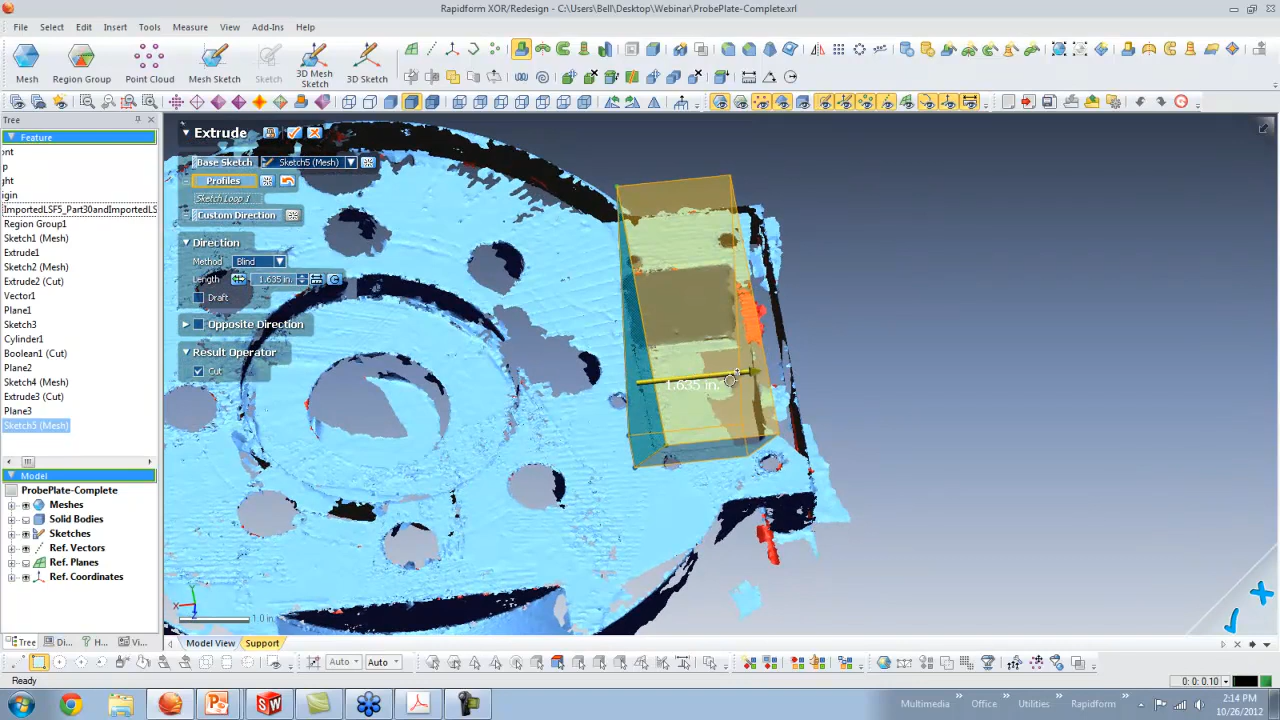 Rapidform XOR/Redesign - C:\Users\Bell\Desktop\Webinar\ProbePlate-Complete.xrl
File Select Edit Insert Tools Measure View Add-Ins Help
Mesh Region Group Point Cloud Mesh Sketch Sketch 3D Mesh Sketch 3D Sketch
Tree
Feature
ont
p
ght
igin
ImportedLSF5_Part30andImportedLS
Region Group1
Sketch1 (Mesh)
Extrude1
Sketch2 (Mesh)
Extrude2 (Cut)
Vector1
Plane1
Sketch3
Cylinder1
Boolean1 (Cut)
Plane2
Sketch4 (Mesh)
Extrude3 (Cut)
Plane3
Sketch5 (Mesh)
Model
ProbePlate-Complete
Meshes
Solid Bodies
Sketches
Ref. Vectors
Ref. Planes
Ref. Coordinates
Extrude
Base Sketch Sketch5 (Mesh)
Profiles
Sketch Loop 1
Custom Direction
Direction
Method Blind
Length 1.635 in.
Draft
Opposite Direction
Result Operator
Cut
1.635 in.
Y
X
1.0 in.
Tree Di... H... Vi...
Model View Support
Auto Auto
Ready
0: 0: 0.10
Multimedia Office Utilities Rapidform
2:14 PM
10/26/2012